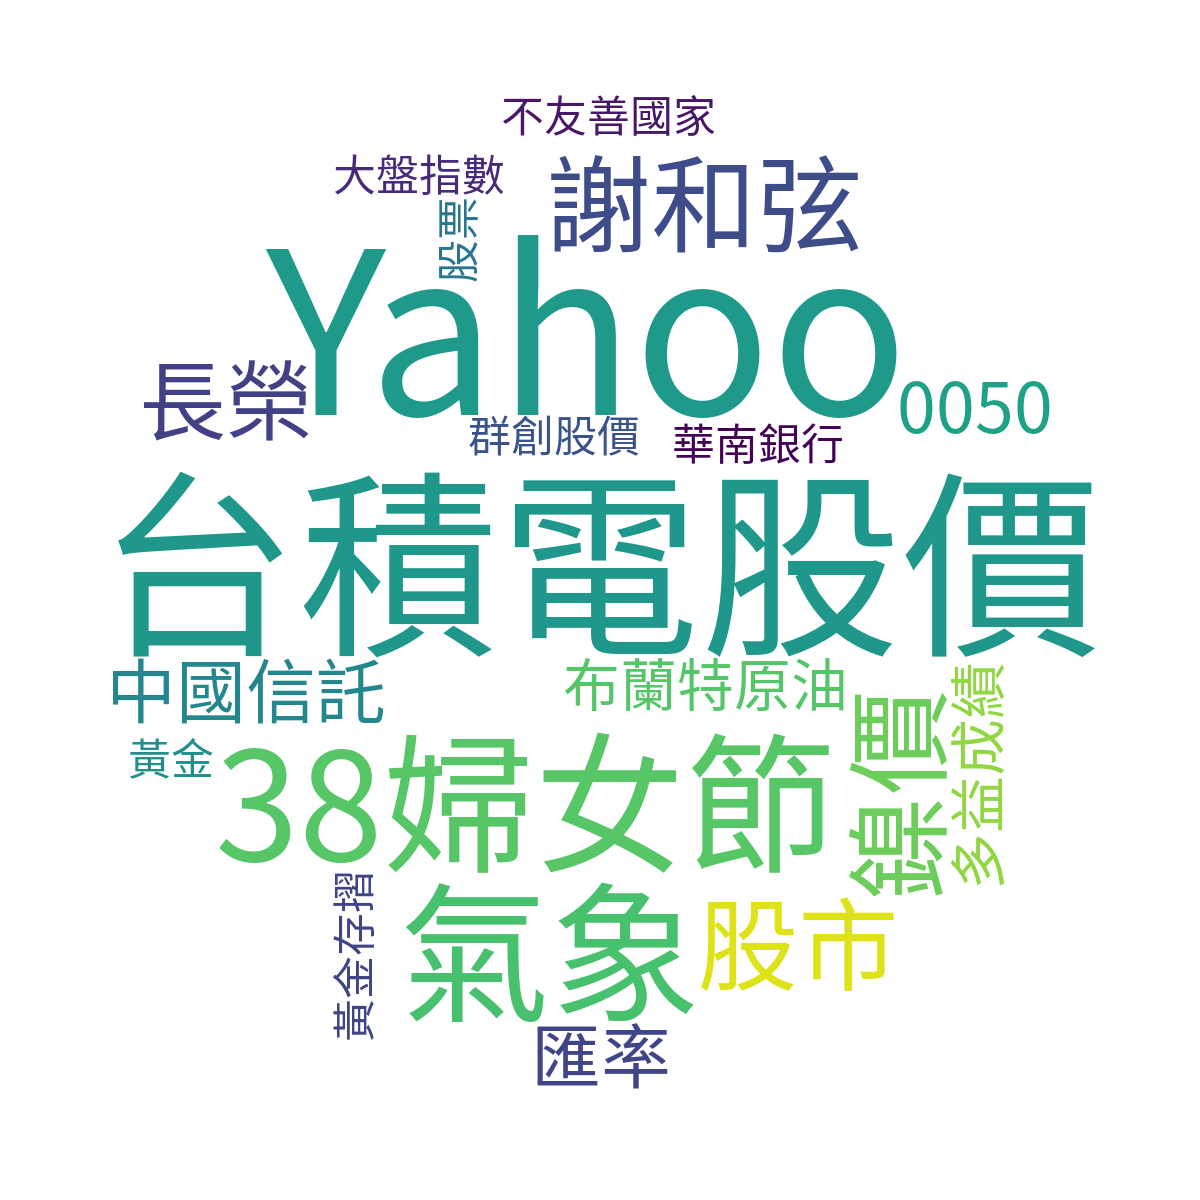 不友善國家
大盤指數
謝和弦
股票
Yahoo
長榮
0050
群創股價
華南銀行
台積電股價
中國信託
布蘭特原油
多益成績
鎳價
黃金
38婦女節
黃金存摺
氣象
股市
匯率